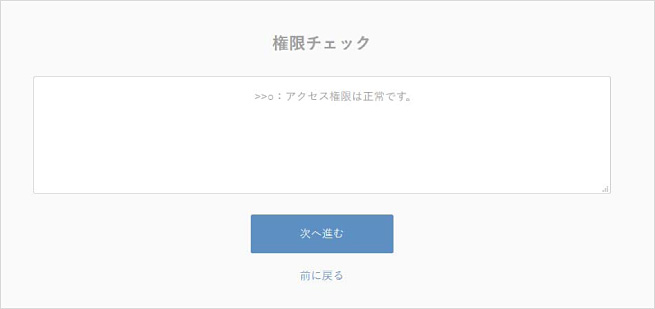 権限チェック
>>○：アクセス権限は正常です。
次へ進む
前に戻る